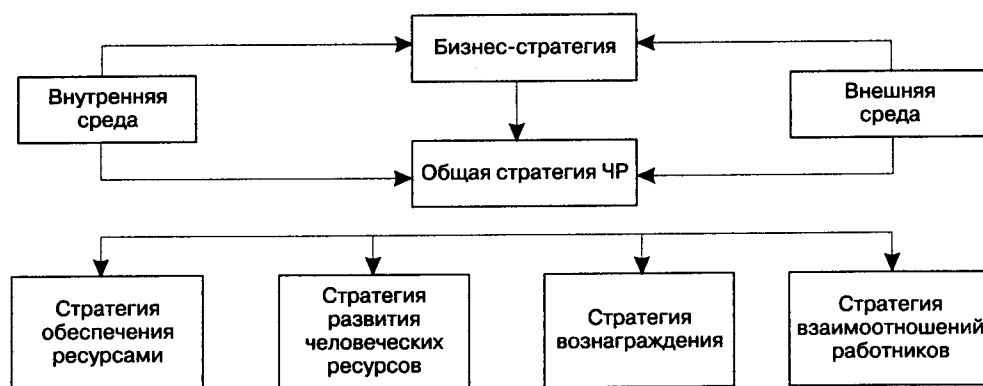 Бизнес-стратегия
Внутренняя
среда
Внешняя
среда
Общая стратегия ЧР
Стратегия
обеспечения
ресурсами
Стратегия
развития
человеческих
ресурсов
Стратегия
вознаграждения
Стратегия
взаимоотношений
работников